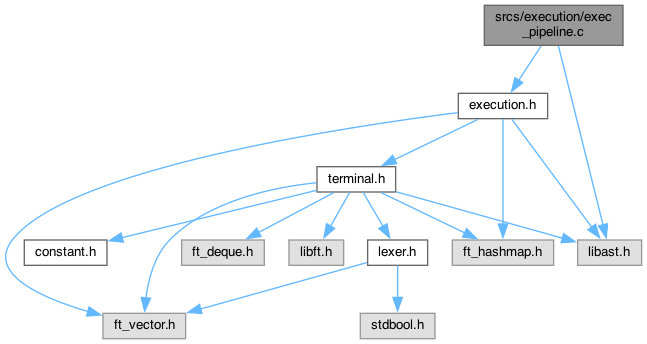 srcs/execution/exec
_pipeline.c
execution.h
terminal.h
constant.h
ft_deque.h
libft.h
lexer.h
ft_hashmap.h
libast.h
ft_vector.h
stdbool.h